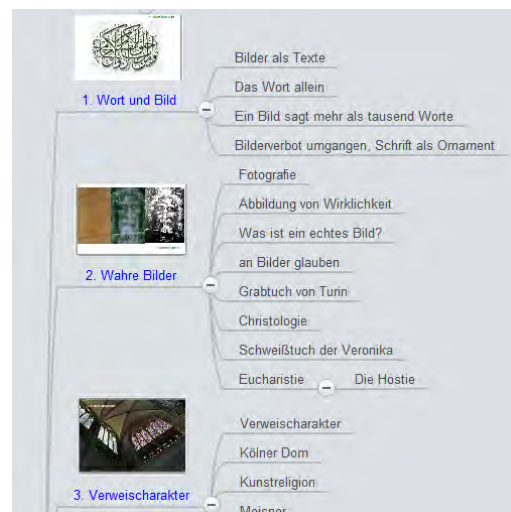 1. Wort und Bild
Bilder als Texte
Das Wort allein
Ein Bild sagt mehr als tausend Worte
Bilderverbot umgangen, Schrift als Ornament
2. Wahre Bilder
Fotografie
Abbildung von Wirklichkeit
Was ist ein echtes Bild?
an Bilder glauben
Grabtuch von Turin
Christologie
Schweißtuch der Veronika
Eucharistie
Die Hostie
3. Verweischarakter
Verweischarakter
Kölner Dom
Kunstreligion
Meisner